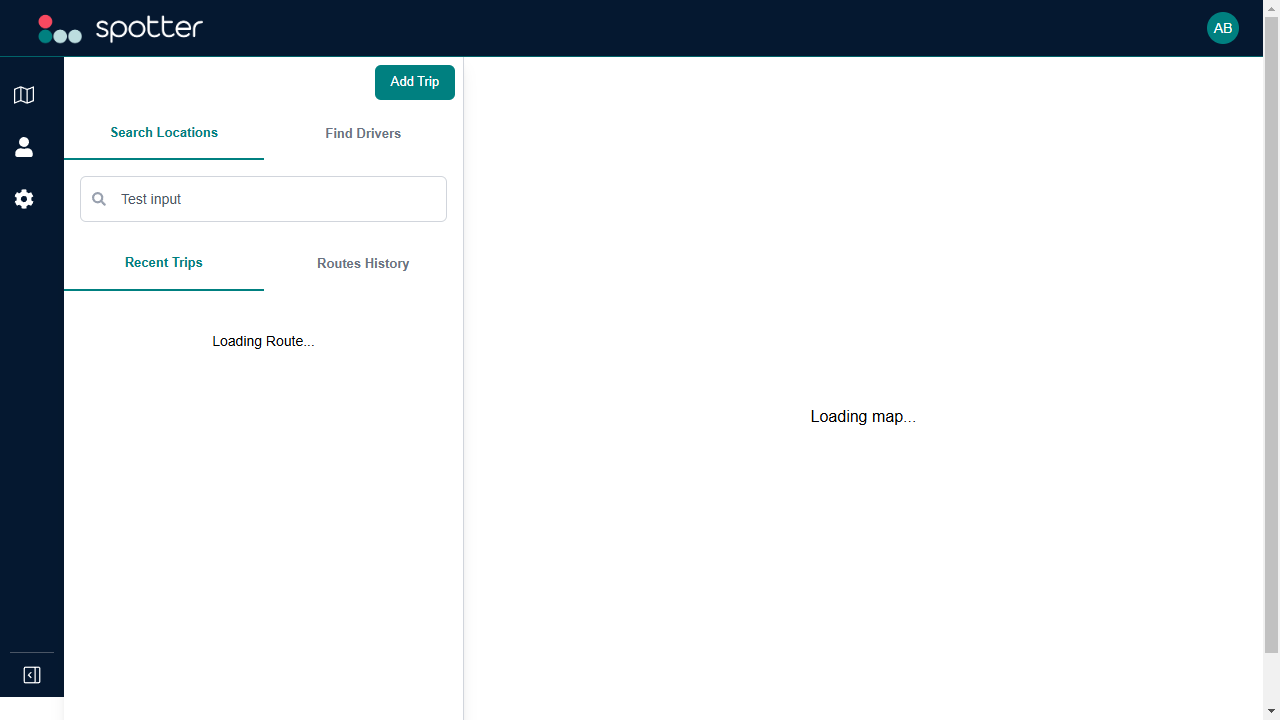 spotter
AB
Add Trip
Search Locations
Find Drivers
Test input
Recent Trips
Routes History
Loading Route...
Loading map...